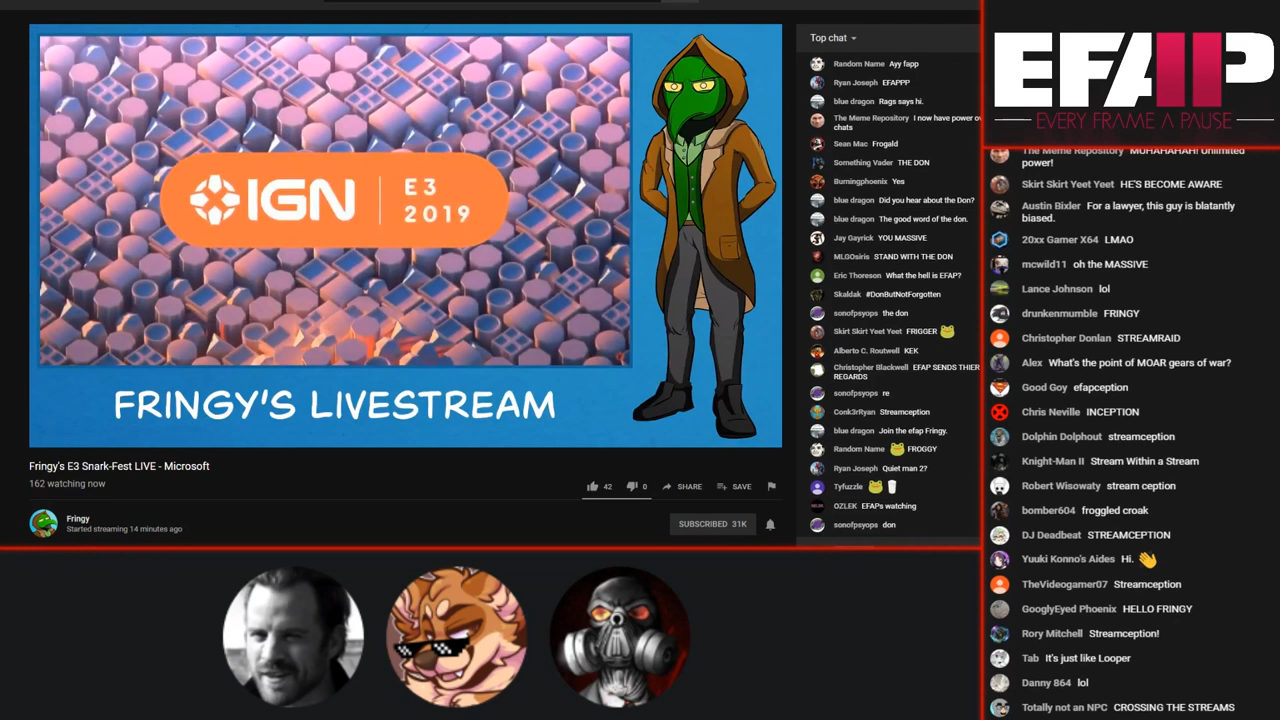 IGN
E3
2019
FRINGY'S LIVESTREAM
Fringy's E3 Snark-Fest LIVE - Microsoft
162 watching now
42
0
SHARE
SAVE
Fringy
Started streaming 14 minutes ago
SUBSCRIBED 31K
Top chat
Random Name Ayy fapp
Ryan Joseph EFAPPP
blue dragon Rags says hi.
The Meme Repository I now have power ov
chats
Sean Mac Frogald
Something Vader THE DON
Burningphoenix Yes
blue dragon Did you hear about the Don?
blue dragon The good word of the don.
Jay Gayrick YOU MASSIVE
MLGOsiris STAND WITH THE DON
Eric Thoreson What the hell is EFAP?
Skaldak #DonButNotForgotten
sonofpsyops the don
Skirt Skirt Yeet Yeet FRIGGER 🐸
Alberto C. Routwell KEK
Christopher Blackwell EFAP SENDS THIER
REGARDS
sonofpsyops re
Conk3rRyan Streamception
blue dragon Join the efap Fringy.
Random Name 🐸 FROGGY
Ryan Joseph Quiet man 2?
Tyfuzzle 🐸 🥛
OZLEK EFAPs watching
sonofpsyops don
EFAP
EVERY FRAME A PAUSE
The Meme Repository MUHAHAHAH! Unlimited
power!
Skirt Skirt Yeet Yeet HE'S BECOME AWARE
Austin Bixler For a lawyer, this guy is blatantly
biased.
20xx Gamer X64 LMAO
mcwild11 oh the MASSIVE
Lance Johnson lol
drunkenmumble FRINGY
Christopher Donlan STREAMRAID
Alex What's the point of MOAR gears of war?
Good Goy efapception
Chris Neville INCEPTION
Dolphin Dolphout streamception
Knight-Man II Stream Within a Stream
Robert Wisowaty stream ception
bomber604 froggled croak
DJ Deadbeat STREAMCEPTION
Yuuki Konno's Aides Hi. 👋
TheVideogamer07 Streamception
GooglyEyed Phoenix HELLO FRINGY
Rory Mitchell Streamception!
Tab It's just like Looper
Danny 864 lol
Totally not an NPC CROSSING THE STREAMS